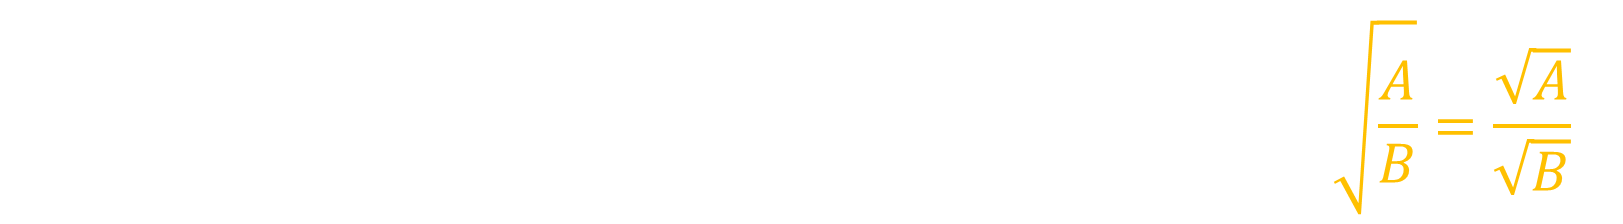 √(A/B) = √A/√B